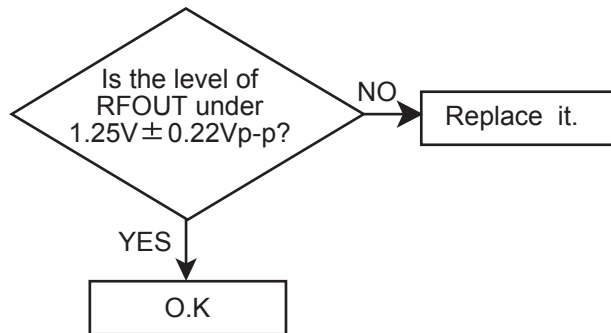 Is the level of
RFOUT under
1.25V±0.22Vp-p?
NO
Replace it.
YES
O.K